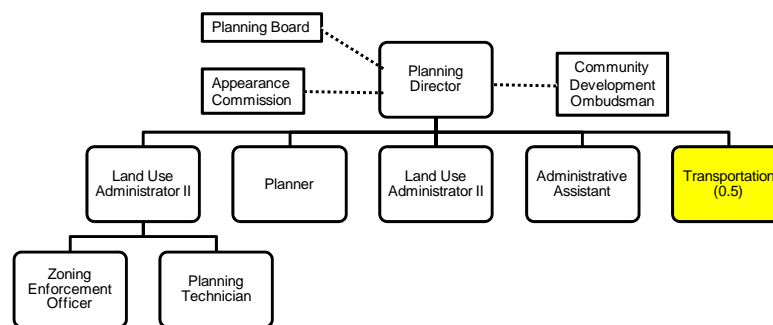 Planning Board
Appearance
Commission
Planning
Director
Community
Development
Ombudsman
Land Use
Administrator II
Planner
Land Use
Administrator II
Administrative
Assistant
Transportation
(0.5)
Zoning
Enforcement
Officer
Planning
Technician